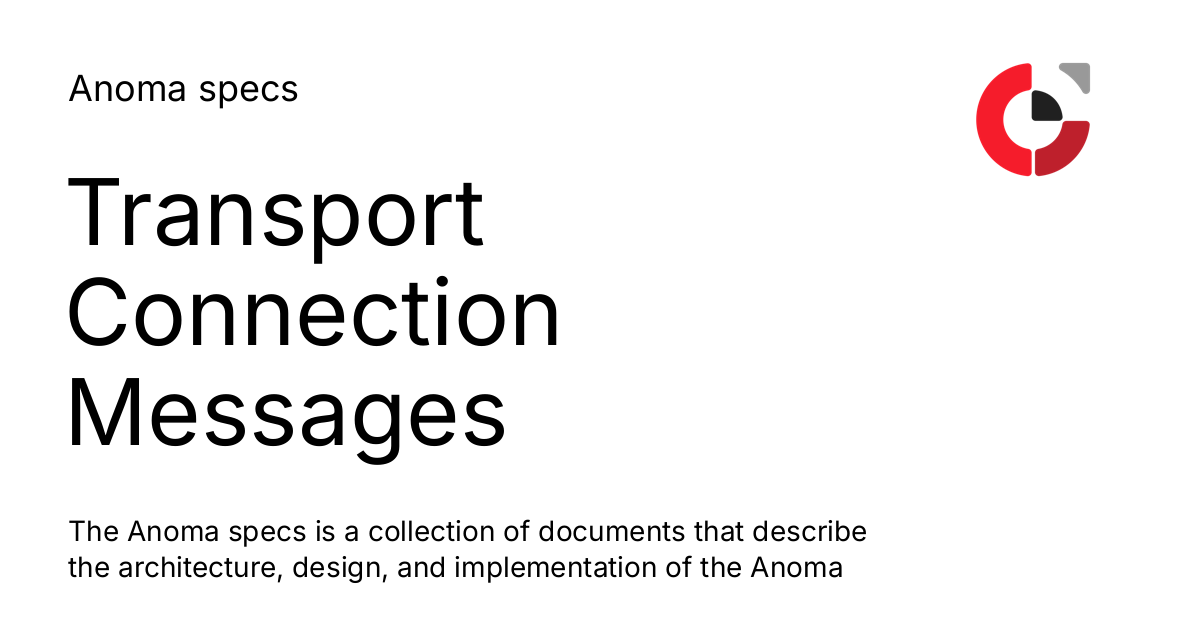 Anoma specs
Transport
Connection
Messages
The Anoma specs is a collection of documents that describe
the architecture, design, and implementation of the Anoma